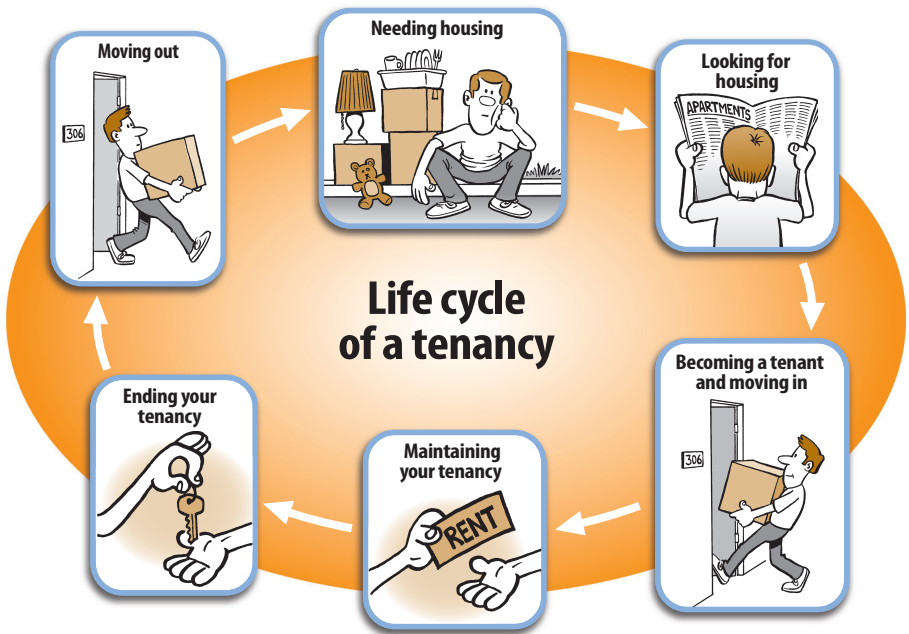 Needing housing
Looking for
housing
APARTMENTS
Becoming a tenant
and moving in
306
Maintaining
your tenancy
RENT
Ending your
tenancy
Moving out
306
Life cycle
of a tenancy